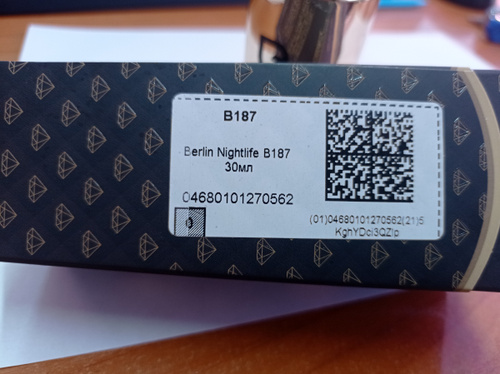 B187
Berlin Nightlife B187
30мл
04680101270562
0
(01)04680101270562(21)5
KghYDci3QZlp